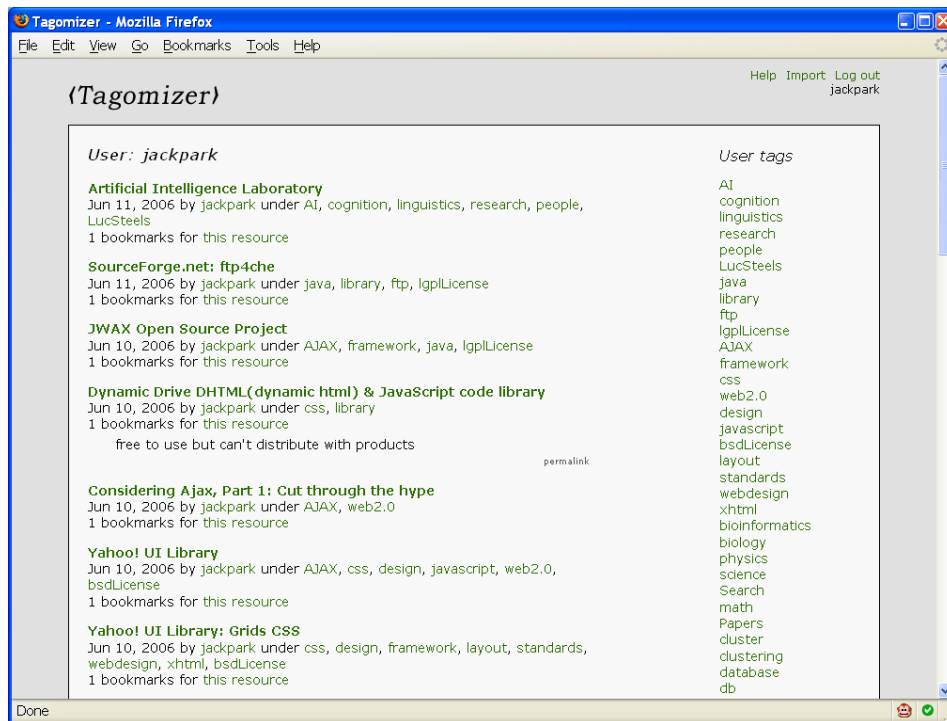 Tagomizer - Mozilla Firefox
File Edit View Go Bookmarks Tools Help
Help Import Log out
jackpark
⟨Tagomizer⟩
User: jackpark
Artificial Intelligence Laboratory
Jun 11, 2006 by jackpark under AI, cognition, linguistics, research, people,
LucSteels
1 bookmarks for this resource
SourceForge.net: ftp4che
Jun 11, 2006 by jackpark under java, library, ftp, lgplLicense
1 bookmarks for this resource
JWAX Open Source Project
Jun 10, 2006 by jackpark under AJAX, framework, java, lgplLicense
1 bookmarks for this resource
Dynamic Drive DHTML(dynamic html) & JavaScript code library
Jun 10, 2006 by jackpark under css, library
1 bookmarks for this resource
free to use but can't distribute with products
permalink
Considering Ajax, Part 1: Cut through the hype
Jun 10, 2006 by jackpark under AJAX, web2.0
1 bookmarks for this resource
Yahoo! UI Library
Jun 10, 2006 by jackpark under AJAX, css, design, javascript, web2.0,
bsdLicense
1 bookmarks for this resource
Yahoo! UI Library: Grids CSS
Jun 10, 2006 by jackpark under css, design, framework, layout, standards,
webdesign, xhtml, bsdLicense
1 bookmarks for this resource
User tags
AI
cognition
linguistics
research
people
LucSteels
java
library
ftp
lgplLicense
AJAX
framework
css
web2.0
design
javascript
bsdLicense
layout
standards
webdesign
xhtml
bioinformatics
biology
physics
science
Search
math
Papers
cluster
clustering
database
db
Done